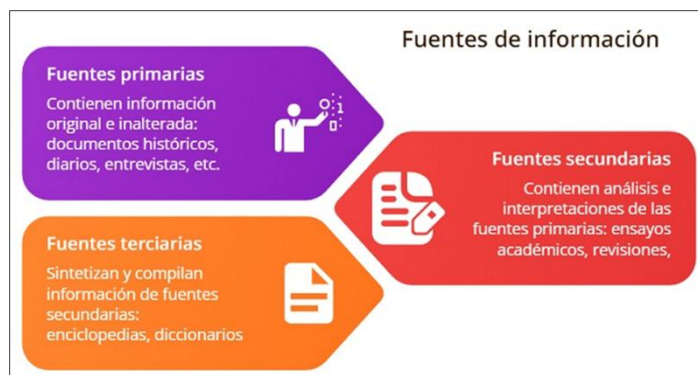 Fuentes de información
Fuentes primarias
Contienen información
original e inalterada:
documentos históricos,
diarios, entrevistas, etc.
Fuentes secundarias
Contienen análisis e
interpretaciones de las
fuentes primarias: ensayos
académicos, revisiones,
Fuentes terciarias
Sintetizan y compilan
información de fuentes
secundarias:
enciclopedias, diccionarios